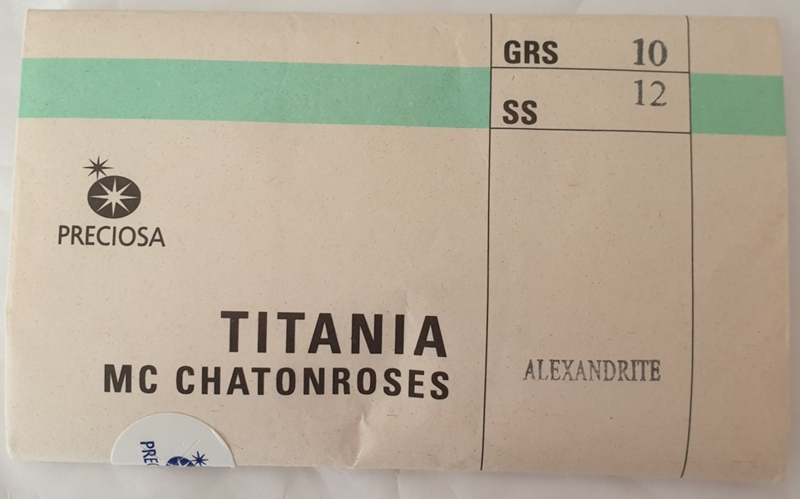 GRS 10
SS 12
PRECIOSA
TITANIA
MC CHATONROSES
ALEXANDRITE